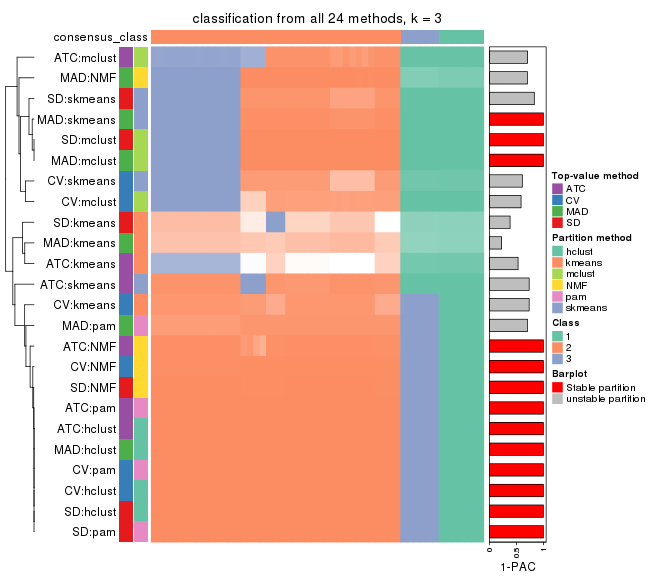 classification from all 24 methods, k = 3
consensus_class
ATC:mclust
MAD:NMF
SD:skmeans
MAD:skmeans
SD:mclust
MAD:mclust
CV:skmeans
CV:mclust
SD:kmeans
MAD:kmeans
ATC:kmeans
ATC:skmeans
CV:kmeans
MAD:pam
ATC:NMF
CV:NMF
SD:NMF
ATC:pam
ATC:hclust
MAD:hclust
CV:pam
CV:hclust
SD:hclust
SD:pam
0
0.5
1
1-PAC
Top-value method
ATC
CV
MAD
SD
Partition method
hclust
kmeans
mclust
NMF
pam
skmeans
Class
1
2
3
Barplot
Stable partition
unstable partition